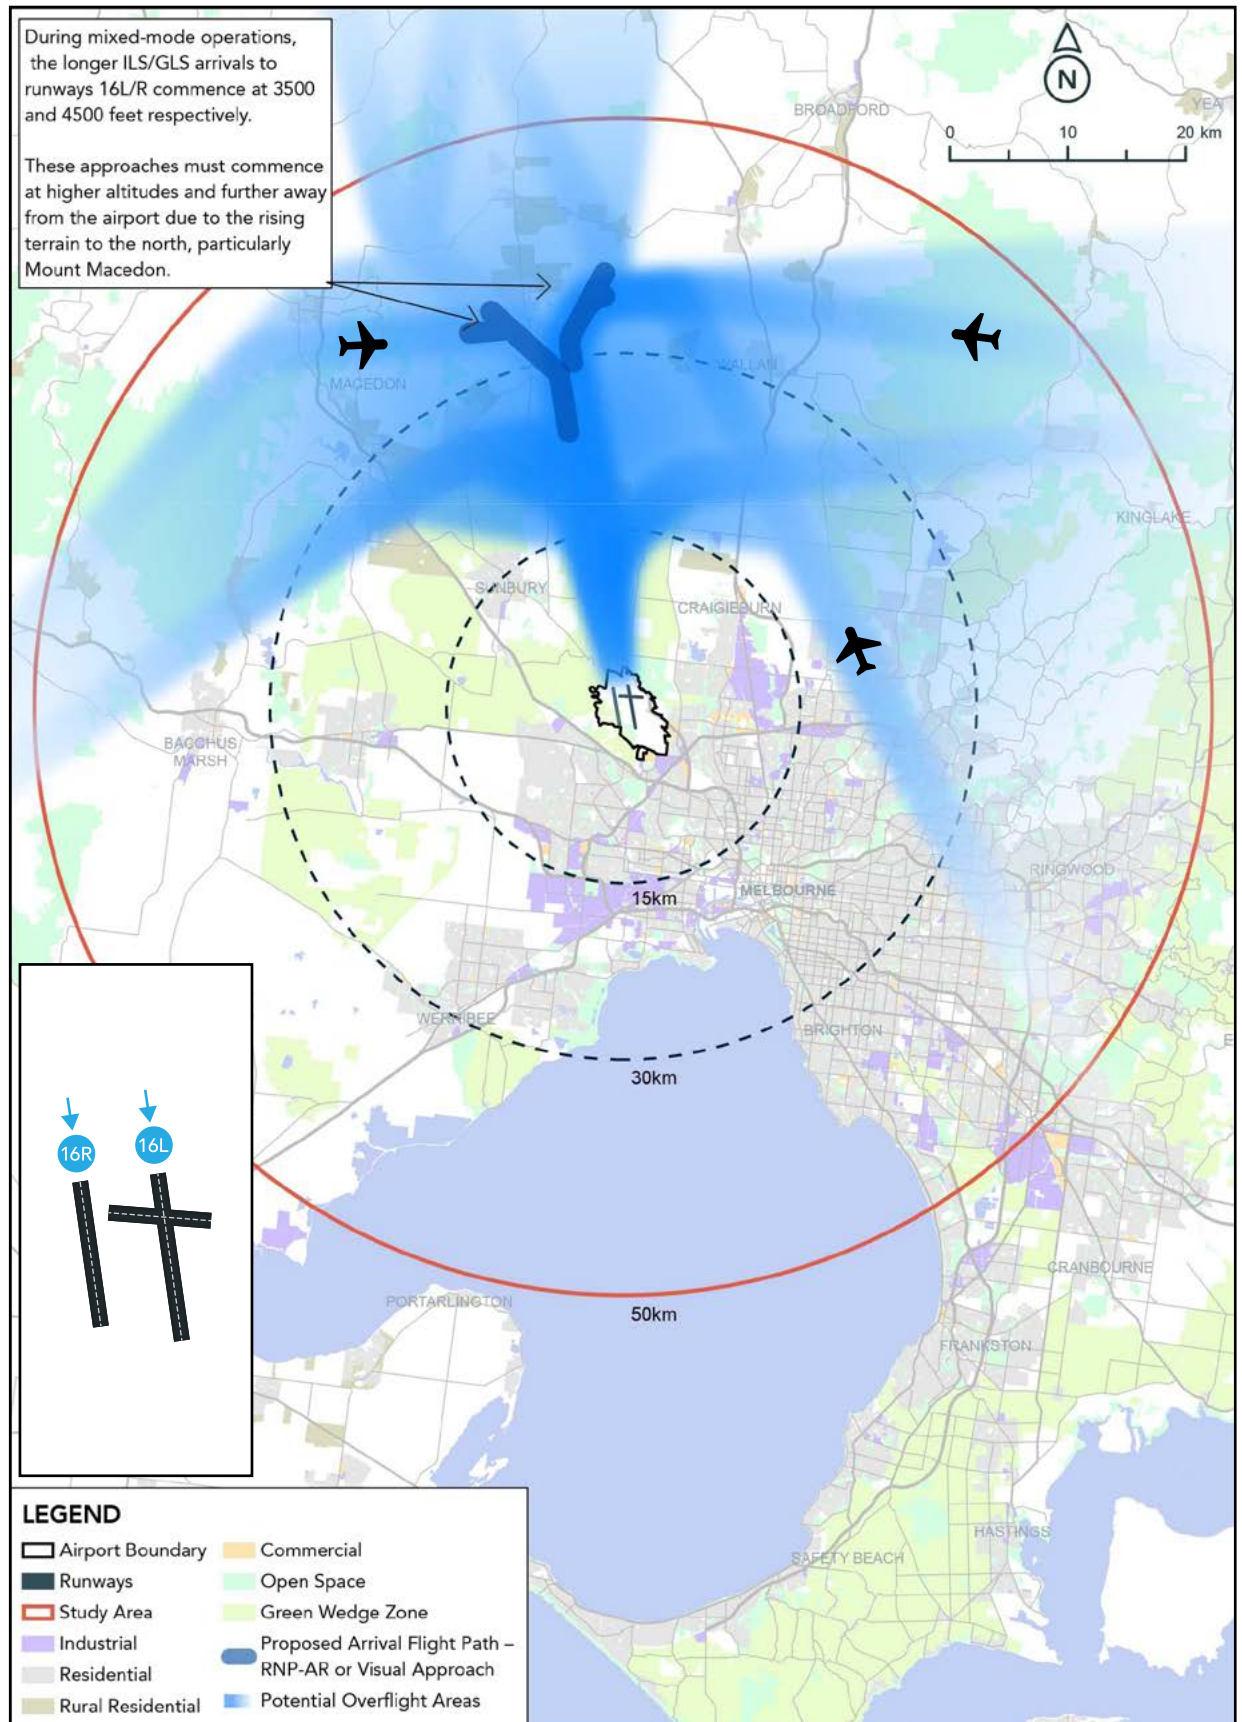 During mixed-mode operations,
the longer ILS/GLS arrivals to
runways 16L/R commence at 3500
and 4500 feet respectively.
These approaches must commence
at higher altitudes and further away
from the airport due to the rising
terrain to the north, particularly
Mount Macedon.
N
0 10 20 km
BROADFORD
YEA
MACEDON
WALLAN
KINGLAKE
SUNBURY
CRAIGIEBURN
BACCHUS
MARSH
RINGWOOD
MELBOURNE
15km
WERRIBEE
BRIGHTON
30km
16R
16L
CRANBOURNE
PORTARLINGTON
50km
FRANKSTON
HASTINGS
SAFETY BEACH
LEGEND
Airport Boundary
Runways
Study Area
Industrial
Residential
Rural Residential
Commercial
Open Space
Green Wedge Zone
Proposed Arrival Flight Path –
RNP-AR or Visual Approach
Potential Overflight Areas